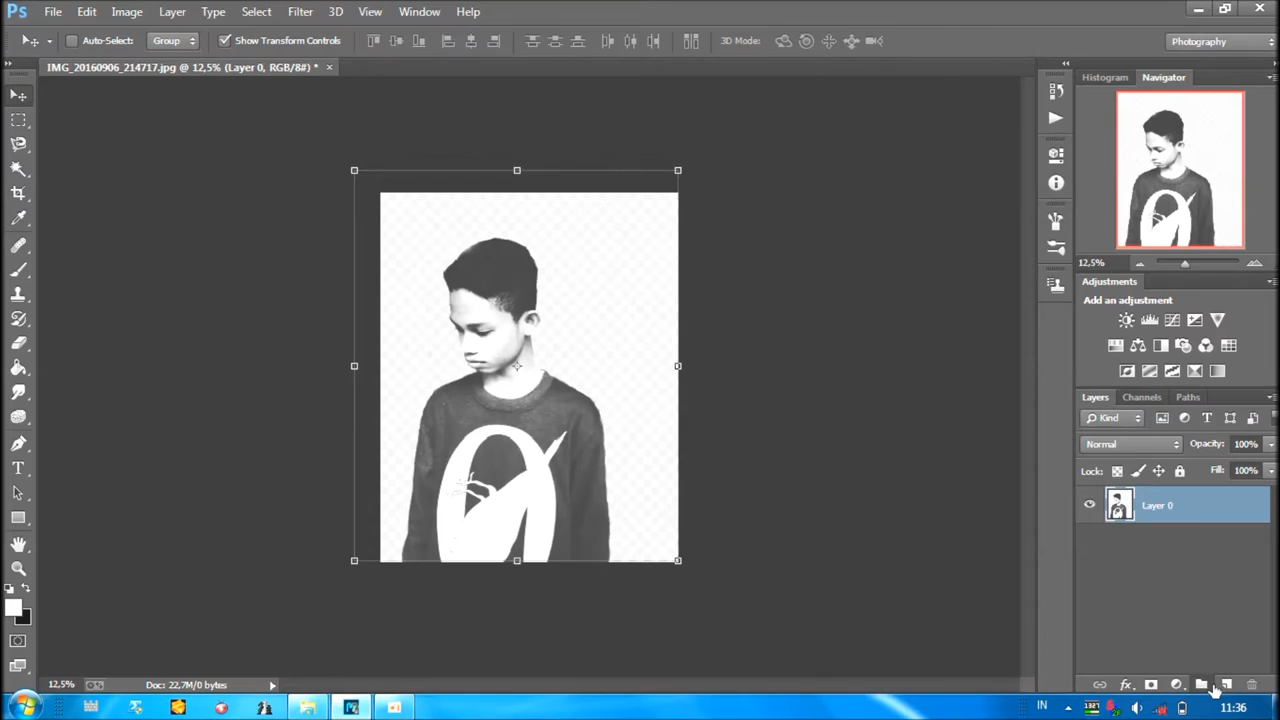 Ps File Edit Image Layer Type Select Filter 3D View Window Help
Auto-Select: Group Show Transform Controls 3D Mode: Photography
IMG_20160906_214717.jpg @ 12,5% (Layer 0, RGB/8#) * ×
Histogram Navigator
12,5%
Adjustments
Add an adjustment
Layers Channels Paths
Kind
Normal Opacity: 100%
Lock: Fill: 100%
Layer 0
12,5% Doc: 22,7M/0 bytes
IN 11:36